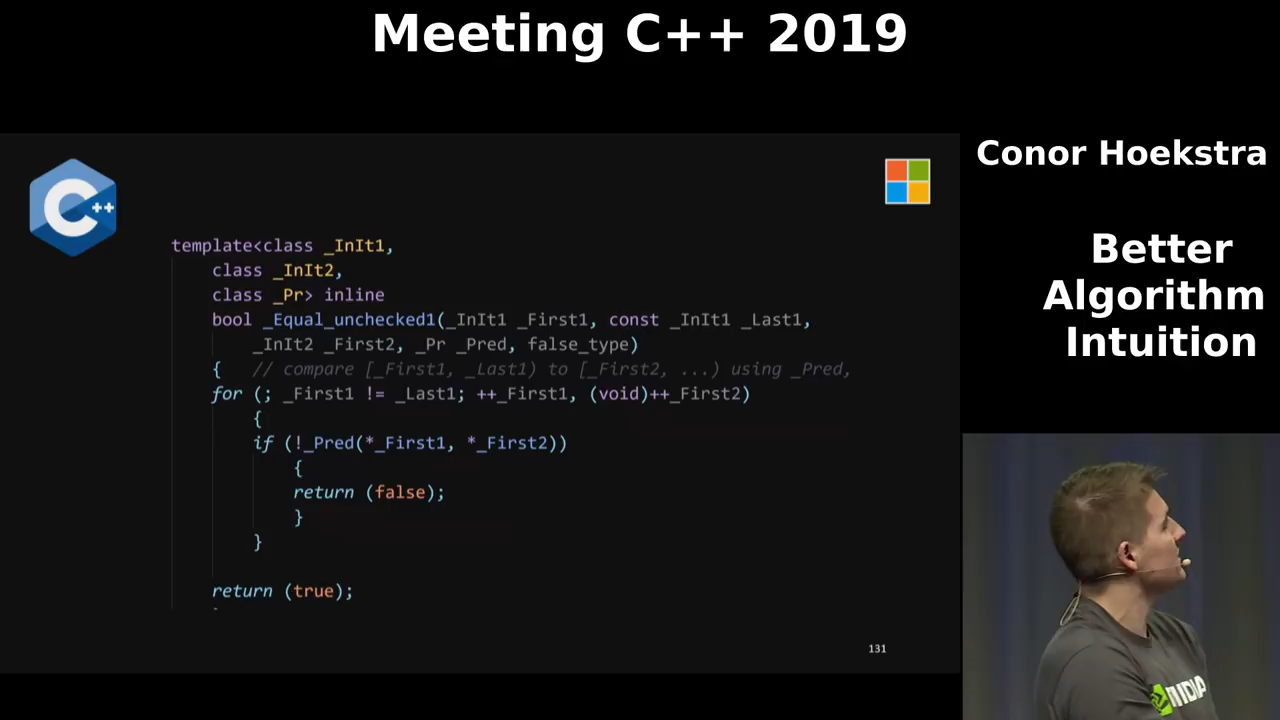 Meeting C++ 2019
Conor Hoekstra
Better
Algorithm
Intuition
C++
template<class _InIt1,
class _InIt2,
class _Pr> inline
bool _Equal_unchecked1(_InIt1 _First1, const _InIt1 _Last1,
_InIt2 _First2, _Pr _Pred, false_type)
{   // compare [_First1, _Last1) to [_First2, ...) using _Pred,
for (; _First1 != _Last1; ++_First1, (void)++_First2)
{
if (!_Pred(*_First1, *_First2))
{
return (false);
}
}
return (true);
131
NVIDIA